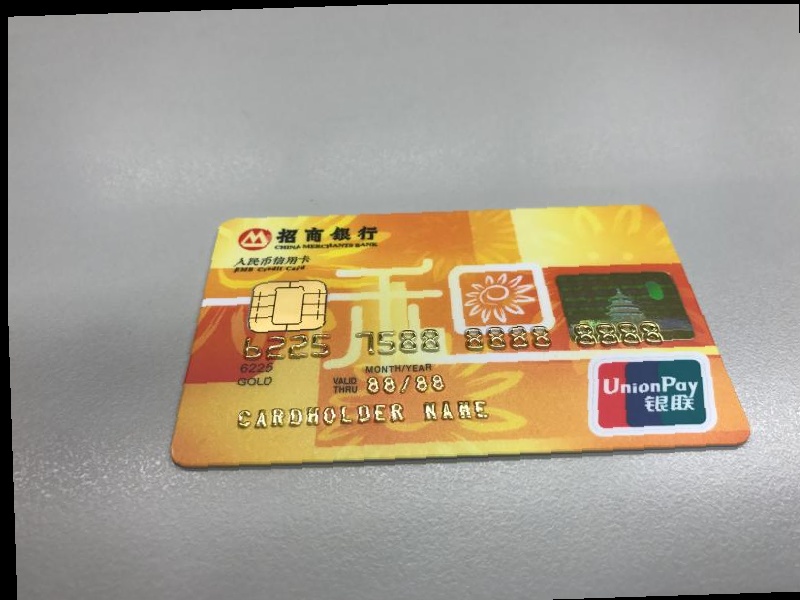 招商银行
CHINA MERCHANTS BANK
人民币信用卡
RMB Credit Card
6225 7588 8888 8888
6225
MONTH/YEAR
GOLD
VALID THRU 88/88
CARDHOLDER NAME
UnionPay
银联